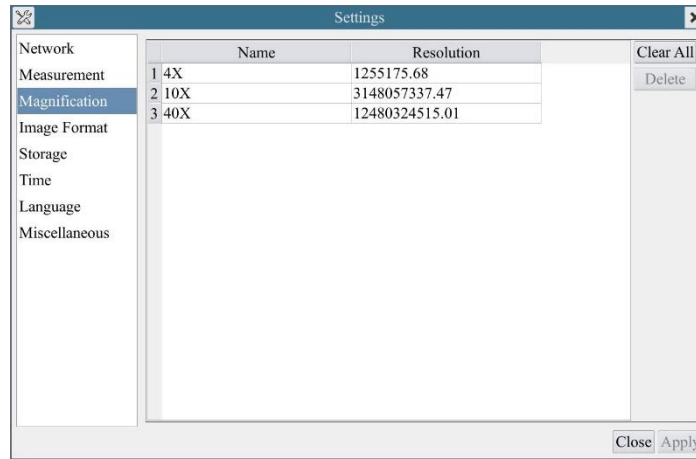 Settings
Network
Measurement
Magnification
Image Format
Storage
Time
Language
Miscellaneous
Name Resolution
1 4X 1255175.68
2 10X 3148057337.47
3 40X 12480324515.01
Clear All
Delete
Close Apply